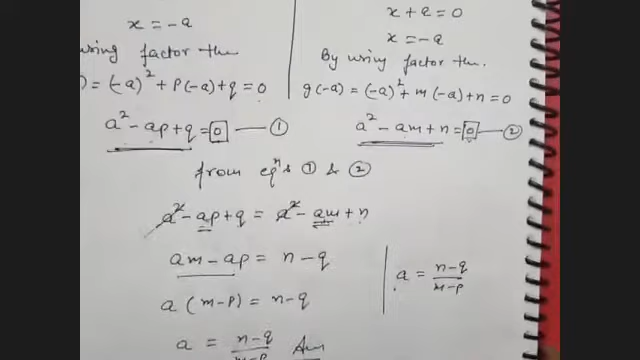 x = -a
using factor the
) = (-a)² + p(-a) + q = 0
a² - ap + q = 0 — ①
x + a = 0
x = -a
By using factor the.
g(-a) = (-a)² + m(-a) + n = 0
a² - am + n = 0 — ②
from eqⁿs ① & ②
a² - ap + q = a² - am + n
am - ap = n - q
a (m - p) = n - q
a = n-q/m-p Ans
a = n-q/m-p